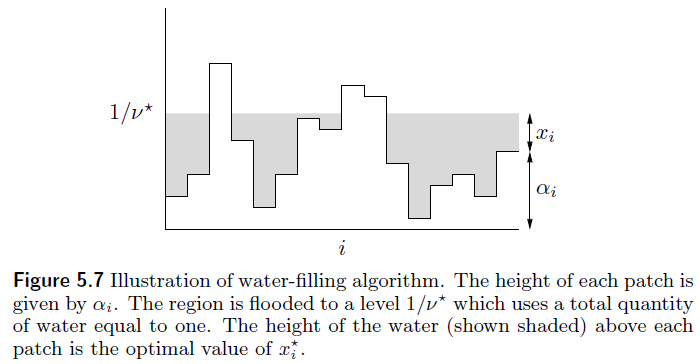 1/ν⋆
xᵢ
αᵢ
i
Figure 5.7 Illustration of water-filling algorithm. The height of each patch is
given by αᵢ. The region is flooded to a level 1/ν⋆ which uses a total quantity
of water equal to one. The height of the water (shown shaded) above each
patch is the optimal value of xᵢ⋆.